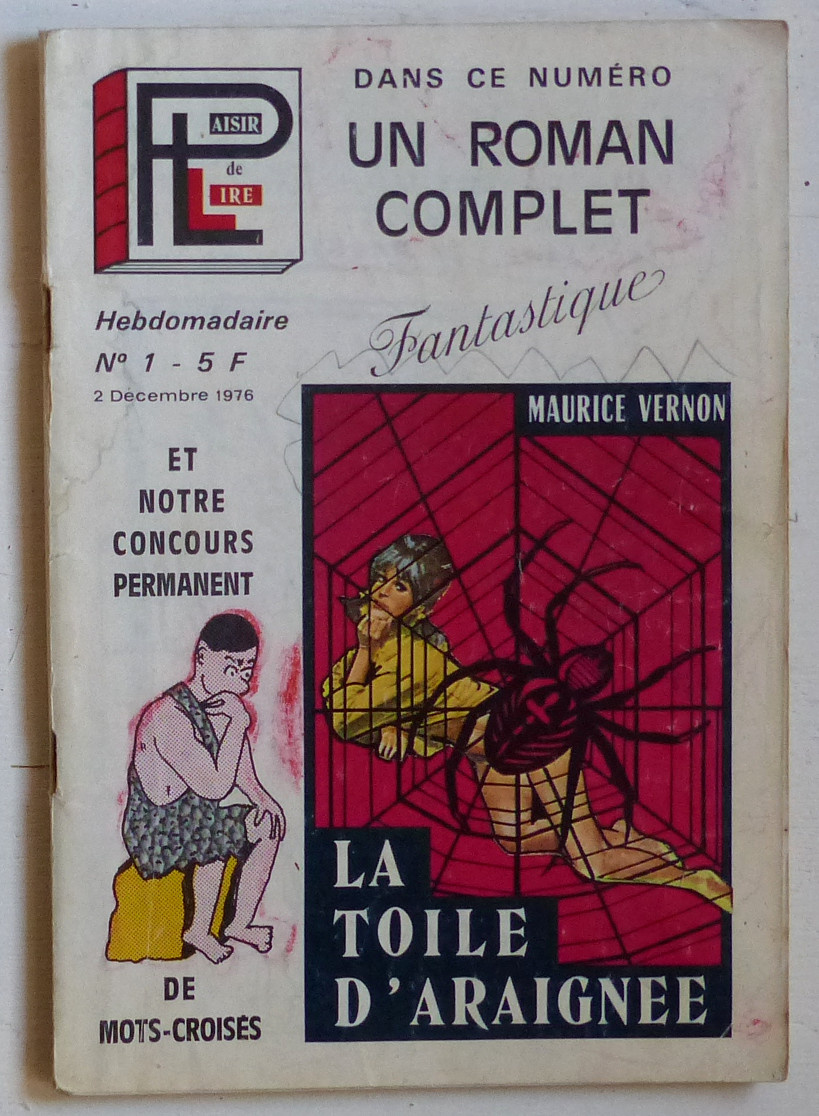 PLAISIR
de
LIRE
DANS CE NUMÉRO
UN ROMAN
COMPLET
Fantastique
Hebdomadaire
Nº 1 - 5 F
2 Décembre 1976
ET
NOTRE
CONCOURS
PERMANENT
DE
MOTS-CROISÉS
MAURICE VERNON
LA
TOILE
D'ARAIGNEE